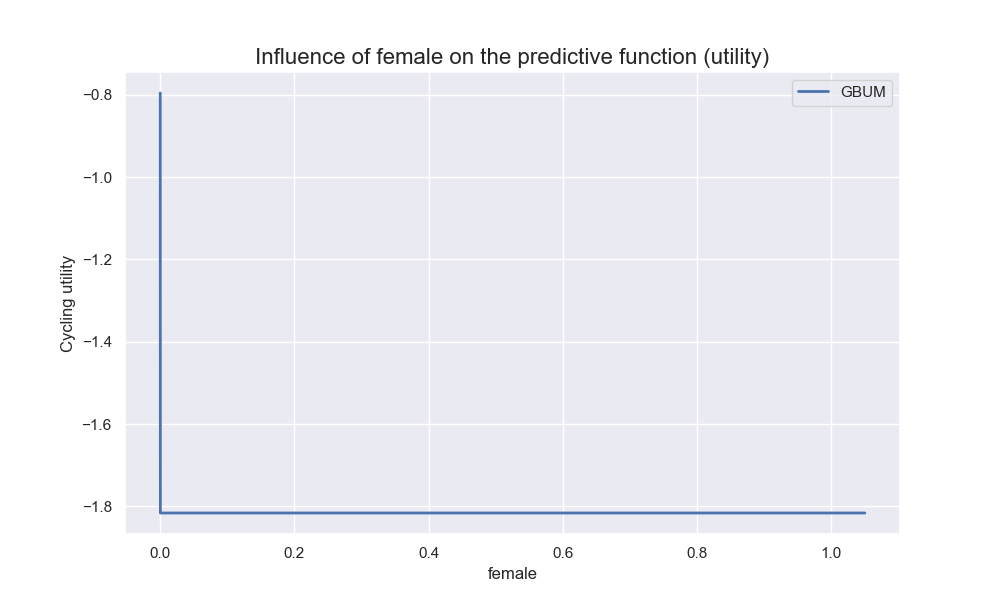 Influence of female on the predictive function (utility)
GBUM
−0.8
−1.0
−1.2
−1.4
−1.6
−1.8
Cycling utility
0.0 0.2 0.4 0.6 0.8 1.0
female